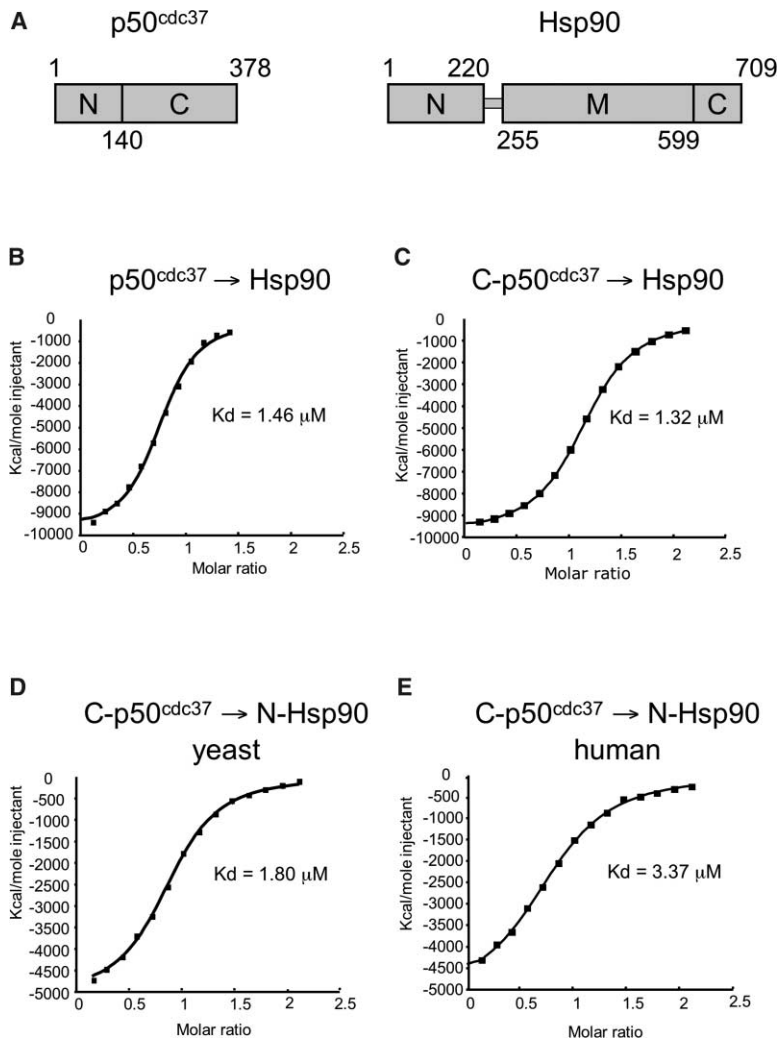 A
p50cdc37
Hsp90
1 378
N C
140
1 220 709
N M C
255 599
B
p50cdc37 → Hsp90
0
-1000
-2000
-3000
-4000
-5000
-6000
-7000
-8000
-9000
-10000
Kcal/mole injectant
Kd = 1.46 μM
0 0.5 1 1.5 2 2.5
Molar ratio
C
C-p50cdc37 → Hsp90
0
-1000
-2000
-3000
-4000
-5000
-6000
-7000
-8000
-9000
-10000
Kcal/mole injectant
Kd = 1.32 μM
0 0.5 1 1.5 2 2.5
Molar ratio
D
C-p50cdc37 → N-Hsp90
yeast
0
-500
-1000
-1500
-2000
-2500
-3000
-3500
-4000
-4500
-5000
Kcal/mole injectant
Kd = 1.80 μM
0 0.5 1 1.5 2 2.5
Molar ratio
E
C-p50cdc37 → N-Hsp90
human
0
-500
-1000
-1500
-2000
-2500
-3000
-3500
-4000
-4500
-5000
Kcal/mole injectant
Kd = 3.37 μM
0 0.5 1 1.5 2 2.5
Molar ratio